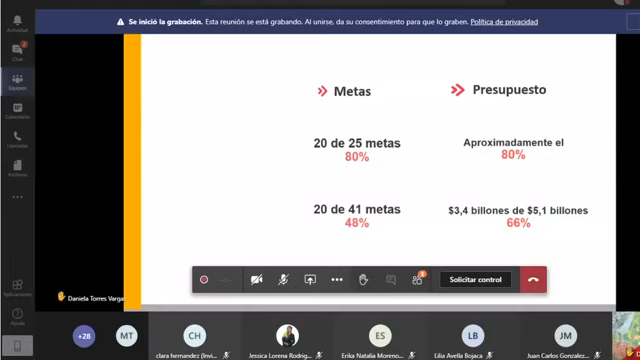 Se inició la grabación. Esta reunión se está grabando. Al unirse, da su consentimiento para que lo graben. Política de privacidad
Actividad
2
Chat
Equipos
Calendario
Llamadas
Archivos
Aplicaciones
Ayuda
Metas
Presupuesto
20 de 25 metas
80%
Aproximadamente el
80%
20 de 41 metas
48%
$3,4 billones de $5,1 billones
66%
Solicitar control
Daniela Torres Vargas
+28
MT
CH
ES
LB
JM
clara hernandez (Invi...
Jessica Lorena Rodrig...
Erika Natalia Moreno...
Lilia Avella Bojaca
Juan Carlos Gonzalez...